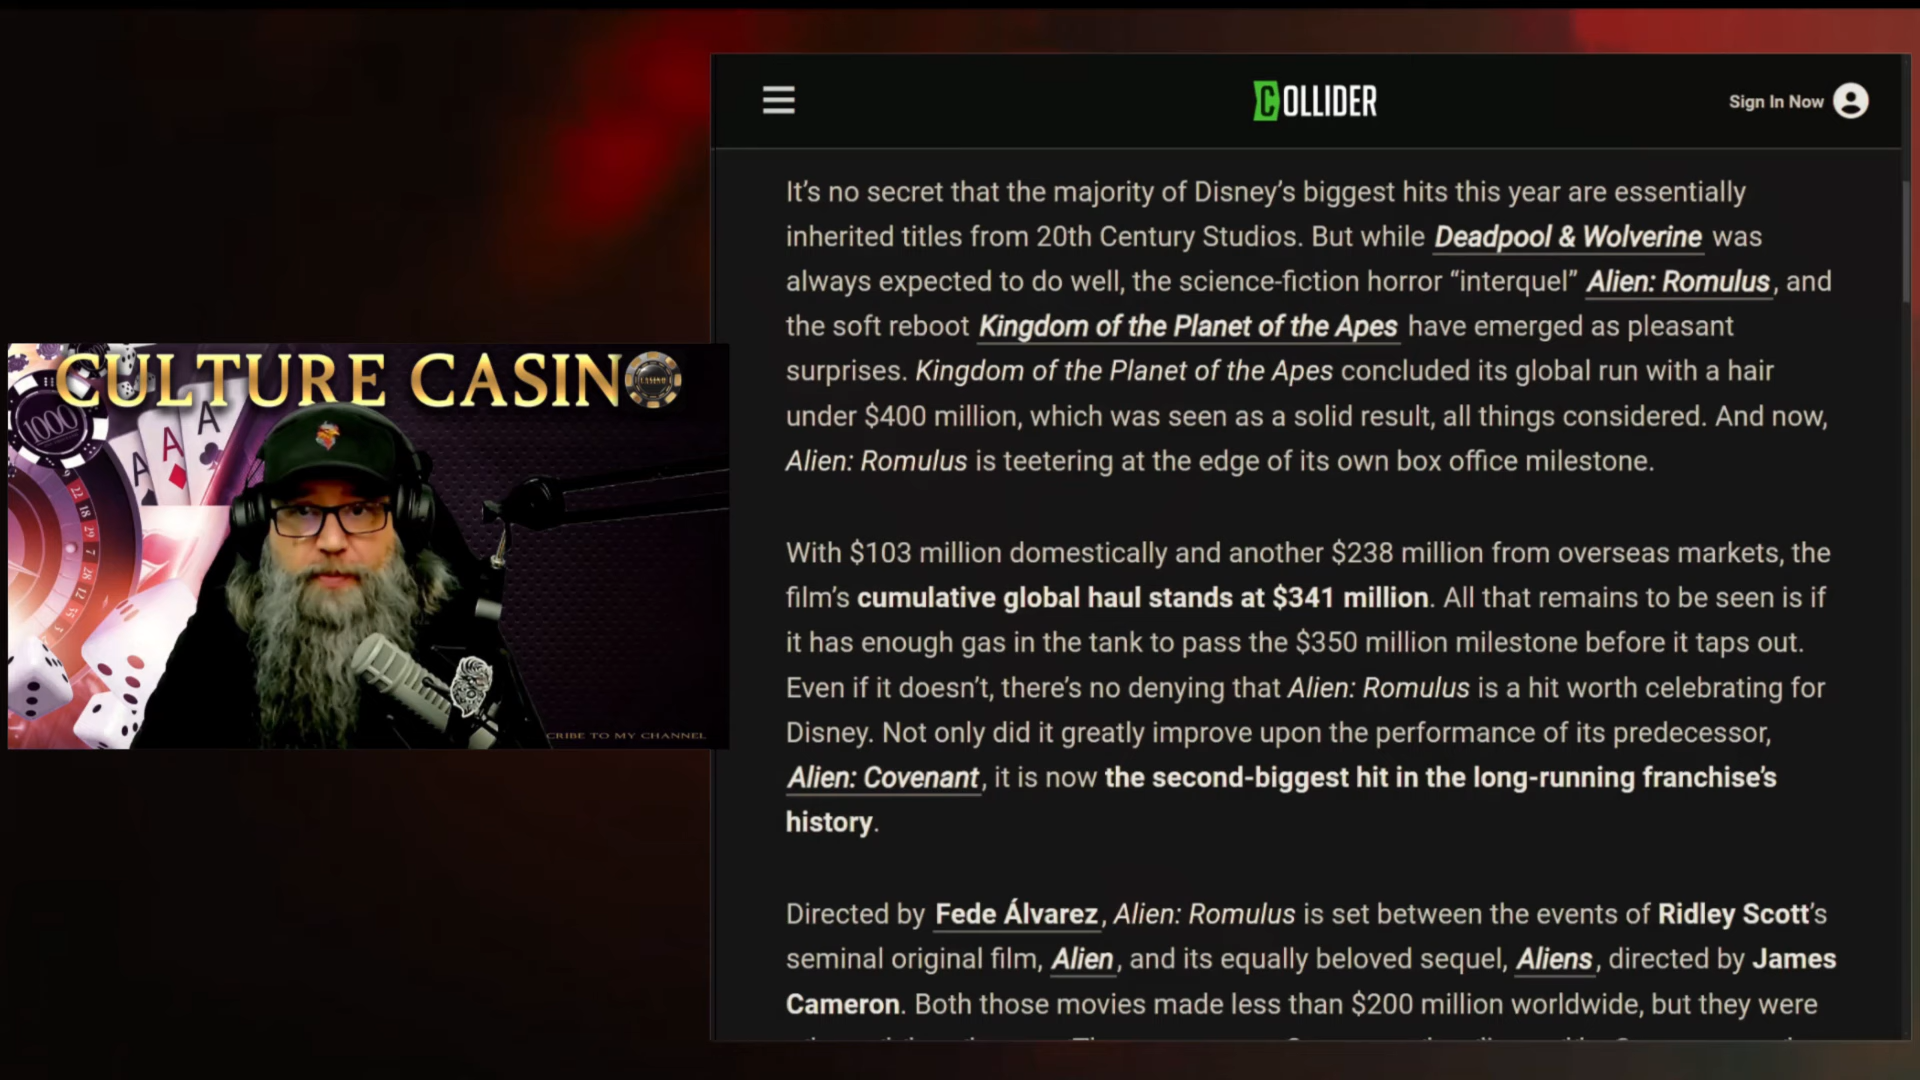 COLLIDER
Sign In Now
It's no secret that the majority of Disney's biggest hits this year are essentially
inherited titles from 20th Century Studios. But while Deadpool & Wolverine was
always expected to do well, the science-fiction horror “interquel” Alien: Romulus, and
the soft reboot Kingdom of the Planet of the Apes have emerged as pleasant
surprises. Kingdom of the Planet of the Apes concluded its global run with a hair
under $400 million, which was seen as a solid result, all things considered. And now,
Alien: Romulus is teetering at the edge of its own box office milestone.
With $103 million domestically and another $238 million from overseas markets, the
film's cumulative global haul stands at $341 million. All that remains to be seen is if
it has enough gas in the tank to pass the $350 million milestone before it taps out.
Even if it doesn't, there's no denying that Alien: Romulus is a hit worth celebrating for
Disney. Not only did it greatly improve upon the performance of its predecessor,
Alien: Covenant, it is now the second-biggest hit in the long-running franchise's
history.
Directed by Fede Álvarez, Alien: Romulus is set between the events of Ridley Scott's
seminal original film, Alien, and its equally beloved sequel, Aliens, directed by James
Cameron. Both those movies made less than $200 million worldwide, but they were
CULTURE CASINO
CASINO
1000
A
A
A
22
18
29
7
28
12
CRIBE TO MY CHANNEL